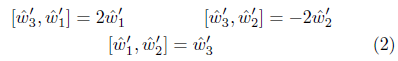 [ŵ′₃, ŵ′₁] = 2ŵ′₁ [ŵ′₃, ŵ′₂] = −2ŵ′₂
[ŵ′₁, ŵ′₂] = ŵ′₃ (2)